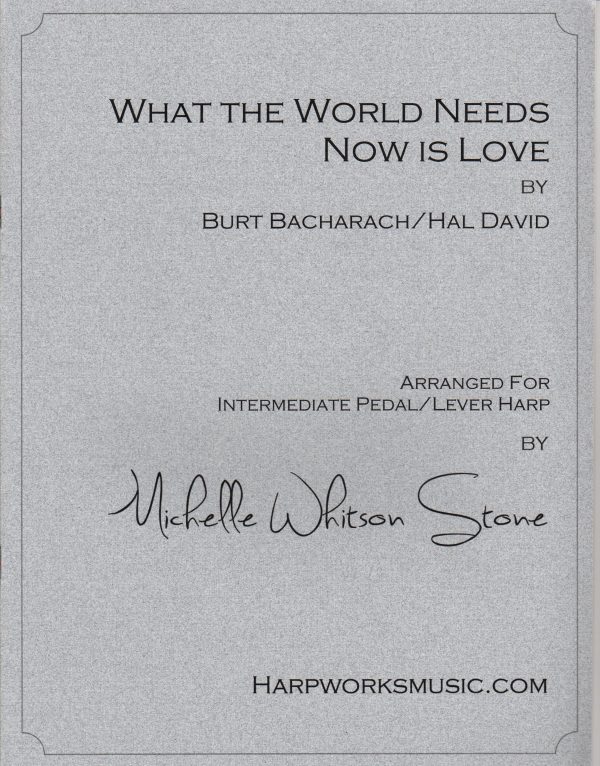 WHAT THE WORLD NEEDS
NOW IS LOVE
BY
BURT BACHARACH/HAL DAVID
ARRANGED FOR
INTERMEDIATE PEDAL/LEVER HARP
BY
Michelle Whitson Stone
HARPWORKSMUSIC.COM